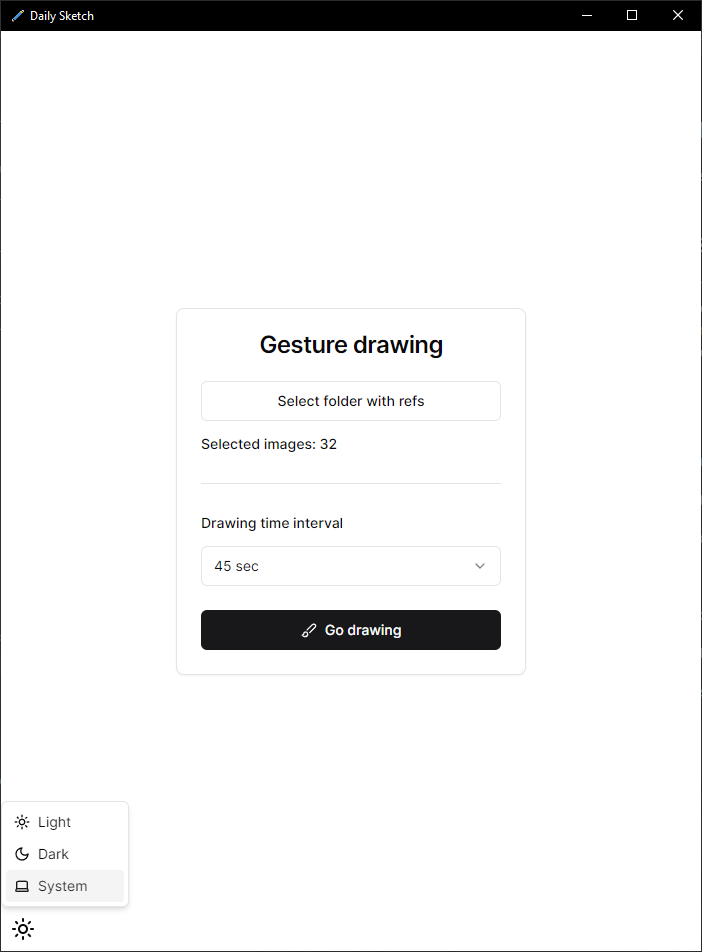 Daily Sketch
Gesture drawing
Select folder with refs
Selected images: 32
Drawing time interval
45 sec
Go drawing
Light
Dark
System